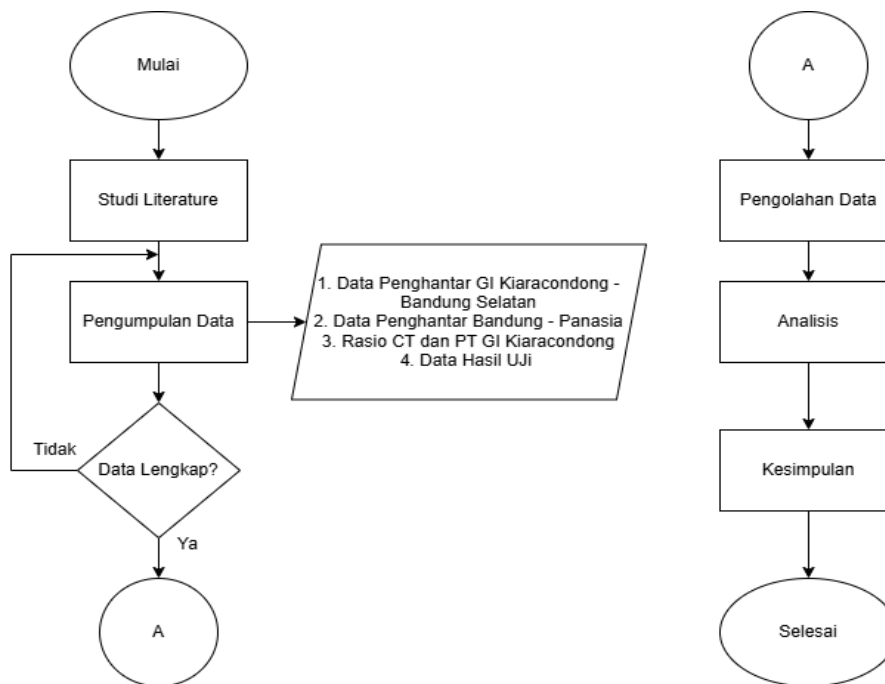 Mulai
Studi Literature
Pengumpulan Data
1. Data Penghantar GI Kiaracondong -
Bandung Selatan
2. Data Penghantar Bandung - Panasia
3. Rasio CT dan PT GI Kiaracondong
4. Data Hasil UJi
Tidak
Data Lengkap?
Ya
A
A
Pengolahan Data
Analisis
Kesimpulan
Selesai